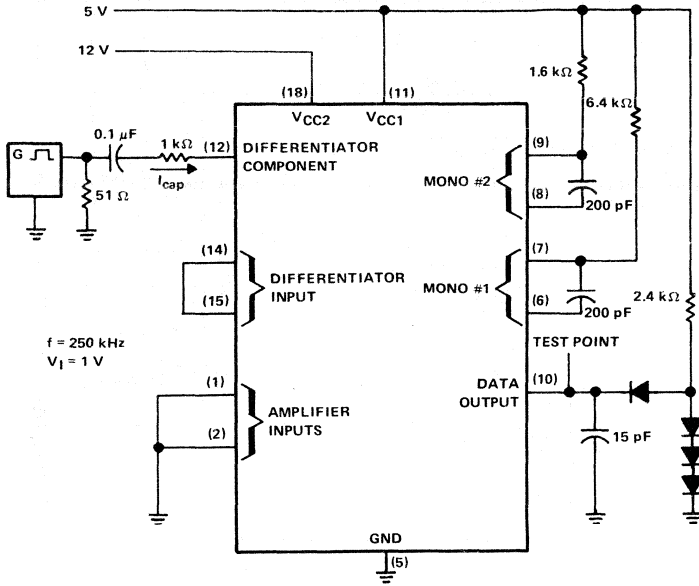 5 V
12 V
(18)
(11)
VCC2
VCC1
1.6 kΩ
6.4 kΩ
0.1 µF
1 kΩ
(12)
DIFFERENTIATOR
COMPONENT
G
Icap
51 Ω
(9)
MONO #2
(8)
200 pF
(14)
DIFFERENTIATOR
INPUT
(15)
(7)
MONO #1
(6)
200 pF
2.4 kΩ
f = 250 kHz
VI = 1 V
TEST POINT
(1)
AMPLIFIER
INPUTS
(2)
DATA
OUTPUT
(10)
15 pF
GND
(5)